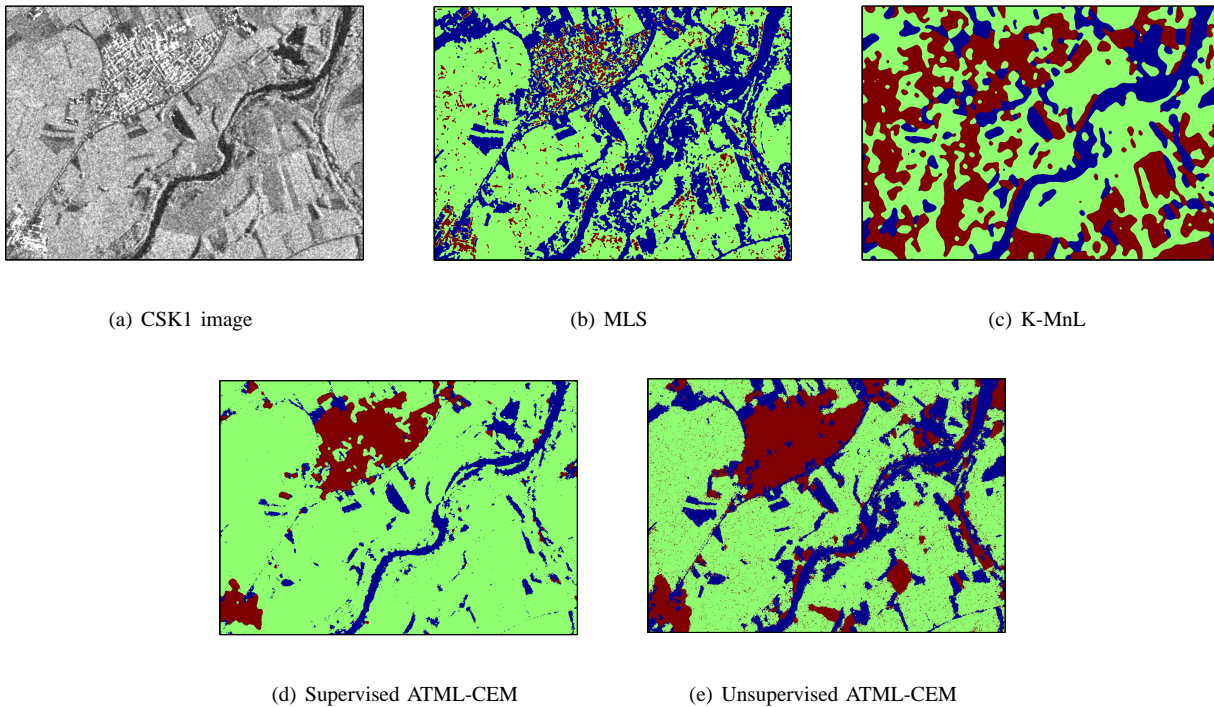 (a) CSK1 image
(b) MLS
(c) K-MnL
(d) Supervised ATML-CEM
(e) Unsupervised ATML-CEM